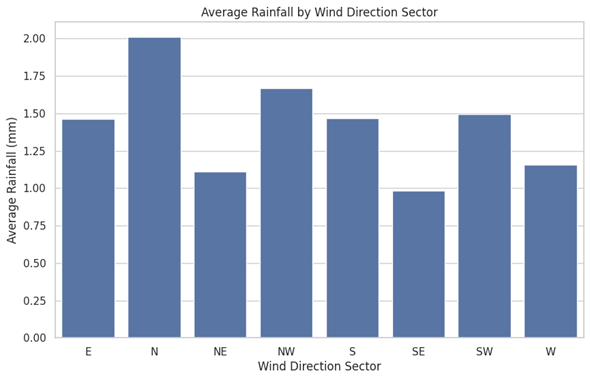 Average Rainfall by Wind Direction Sector
Average Rainfall (mm)
2.00
1.75
1.50
1.25
1.00
0.75
0.50
0.25
0.00
E N NE NW S SE SW W
Wind Direction Sector